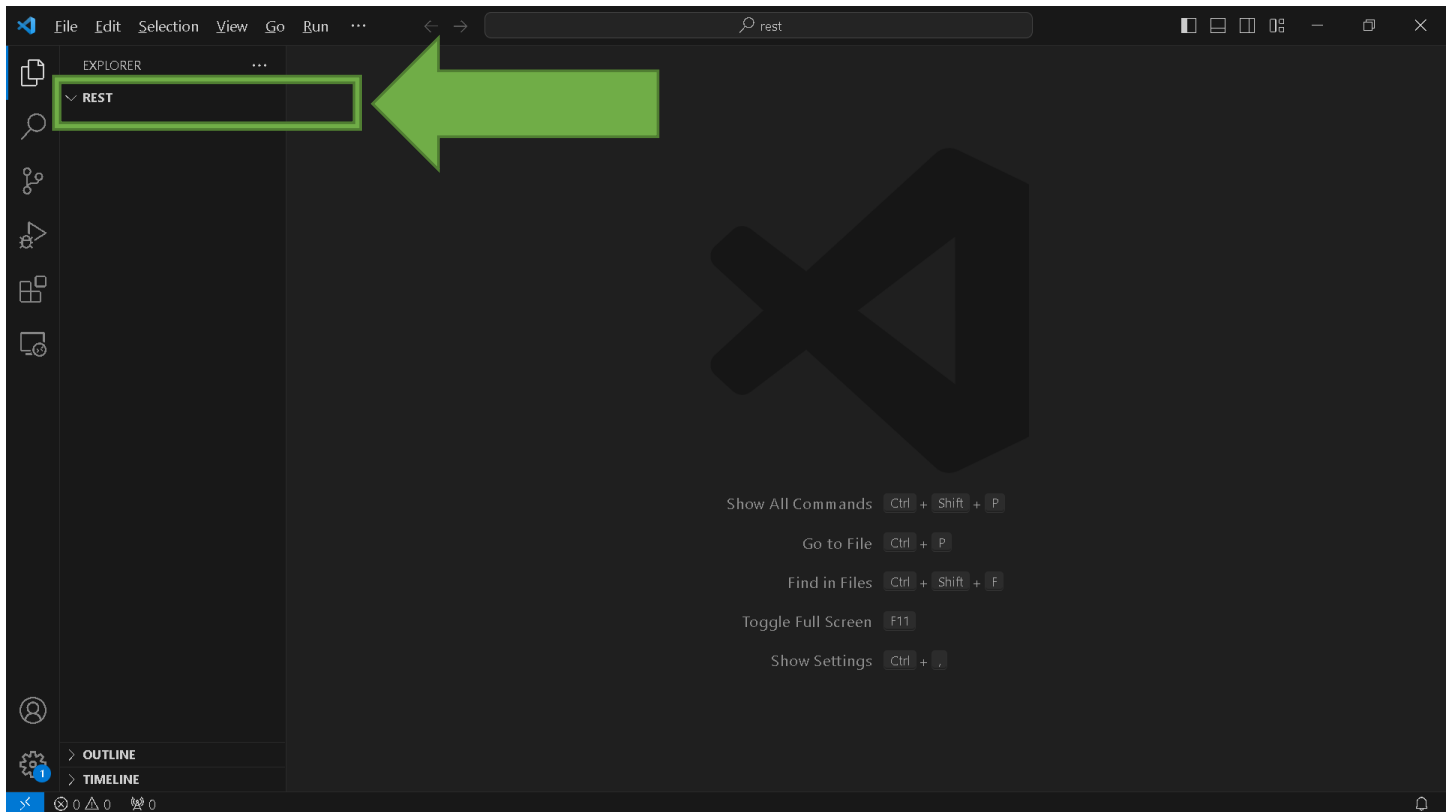 File Edit Selection View Go Run ···
rest
EXPLORER ···
REST
Show All Commands Ctrl + Shift + P
Go to File Ctrl + P
Find in Files Ctrl + Shift + F
Toggle Full Screen F11
Show Settings Ctrl + ,
OUTLINE
1
TIMELINE
0 0 0